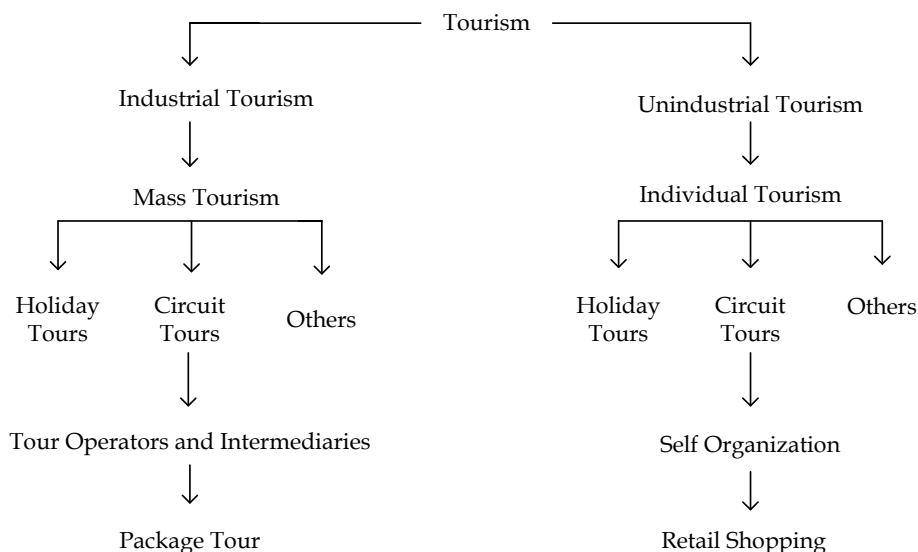 Tourism
Industrial Tourism
Unindustrial Tourism
Mass Tourism
Individual Tourism
Holiday
Tours
Circuit
Tours
Others
Holiday
Tours
Circuit
Tours
Others
Tour Operators and Intermediaries
Self Organization
Package Tour
Retail Shopping